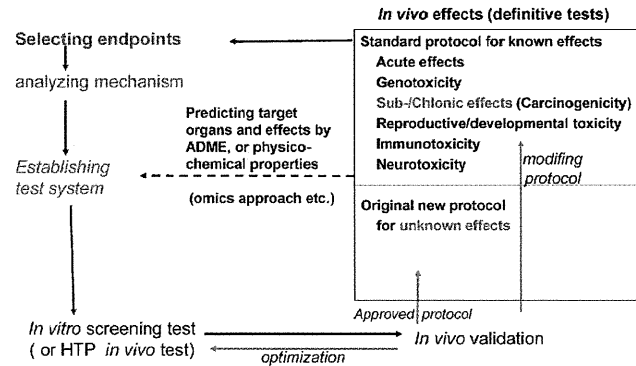 In vivo effects (definitive tests)
Selecting endpoints
analyzing mechanism
Establishing
test system
Predicting target
organs and effects by
ADME, or physico-
chemical properties
(omics approach etc.)
Standard protocol for known effects
Acute effects
Genotoxicity
Sub-/Chlonic effects (Carcinogenicity)
Reproductive/developmental toxicity
Immunotoxicity
Neurotoxicity
modifing
protocol
Original new protocol
for unknown effects
Approved protocol
In vitro screening test
( or HTP in vivo test)
optimization
In vivo validation